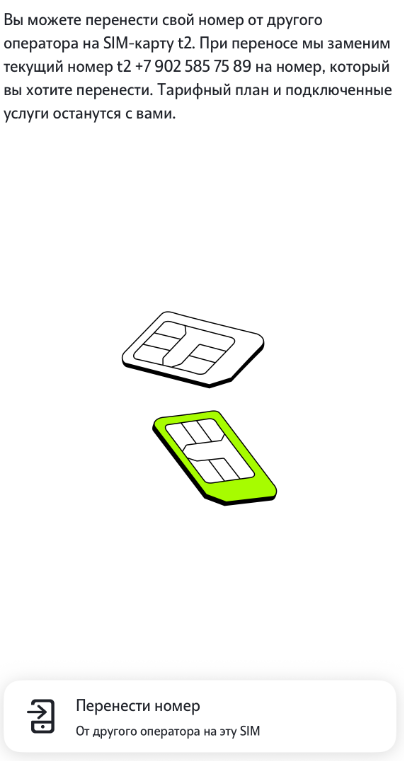 Вы можете перенести свой номер от другого
оператора на SIM-карту t2. При переносе мы заменим
текущий номер t2 +7 902 585 75 89 на номер, который
вы хотите перенести. Тарифный план и подключенные
услуги останутся с вами.
Перенести номер
От другого оператора на эту SIM